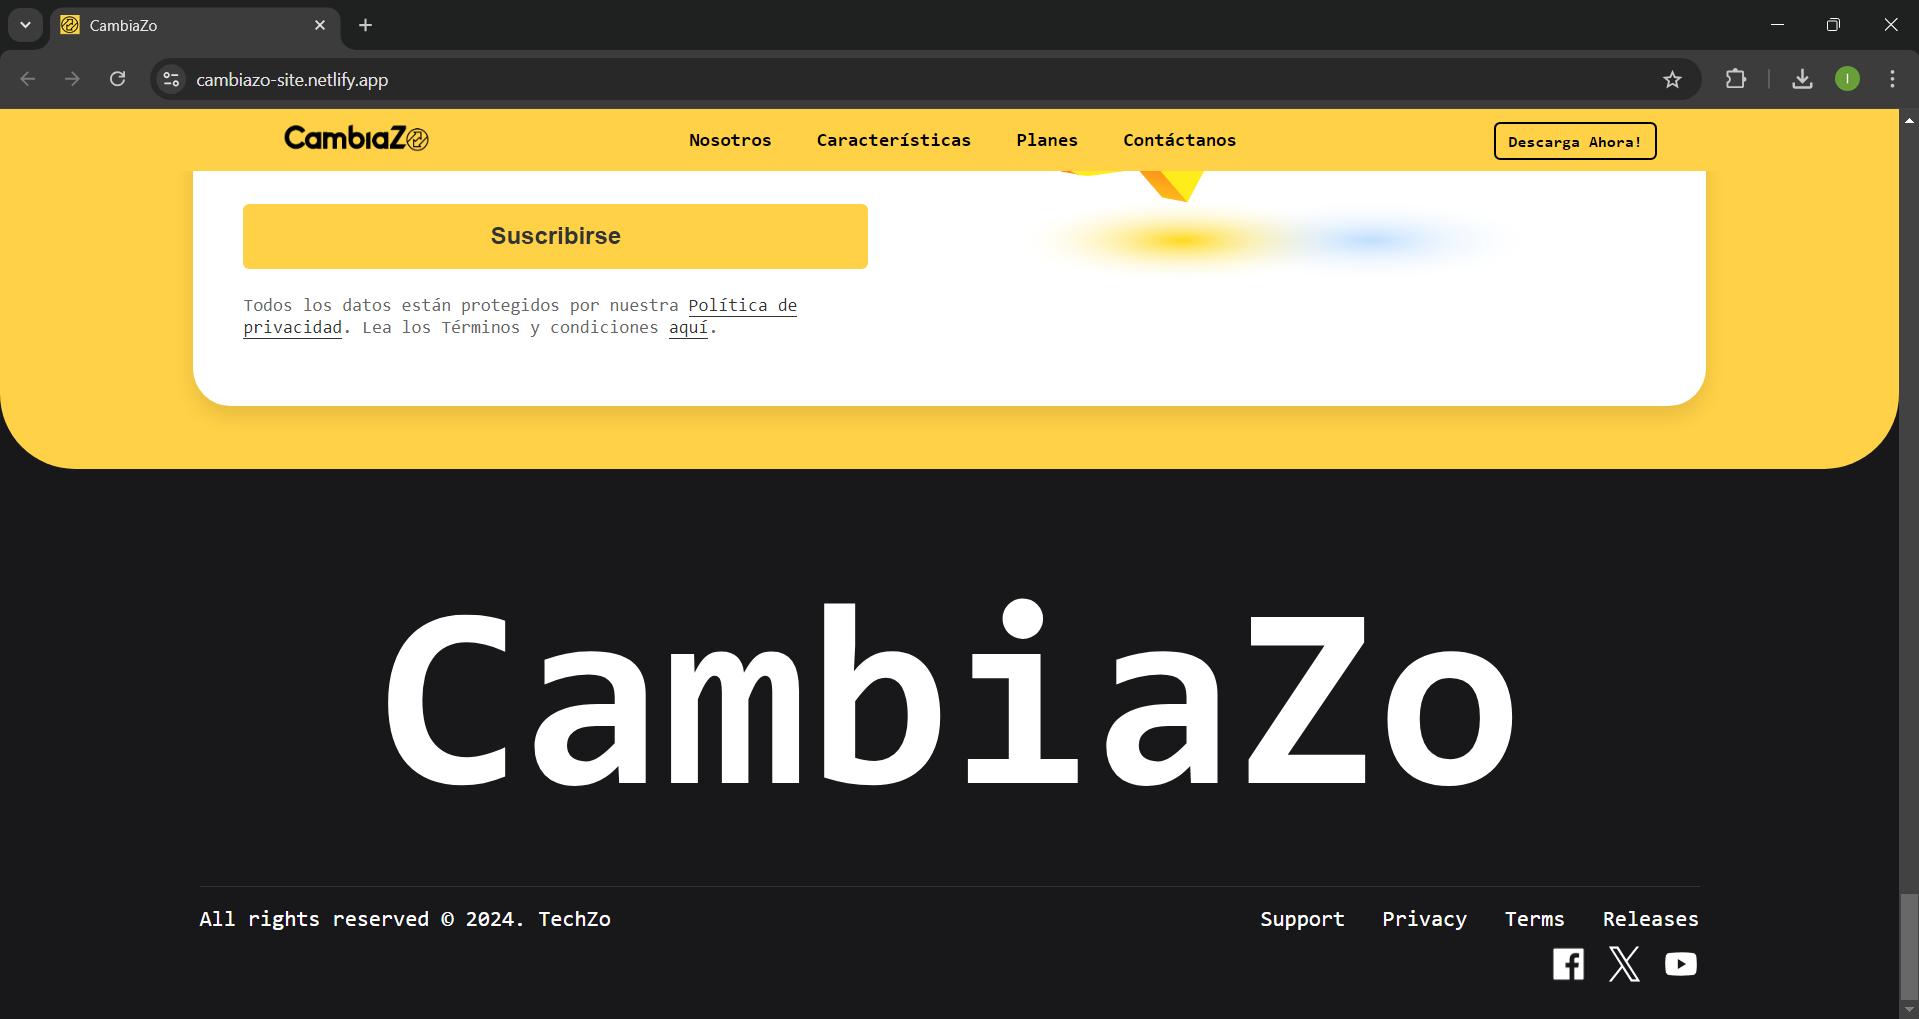 CambiaZo
cambiazo-site.netlify.app
CambiaZo
Nosotros Características Planes Contáctanos
Descarga Ahora!
Suscribirse
Todos los datos están protegidos por nuestra Política de
privacidad. Lea los Términos y condiciones aquí.
CambiaZo
All rights reserved © 2024. TechZo
Support Privacy Terms Releases